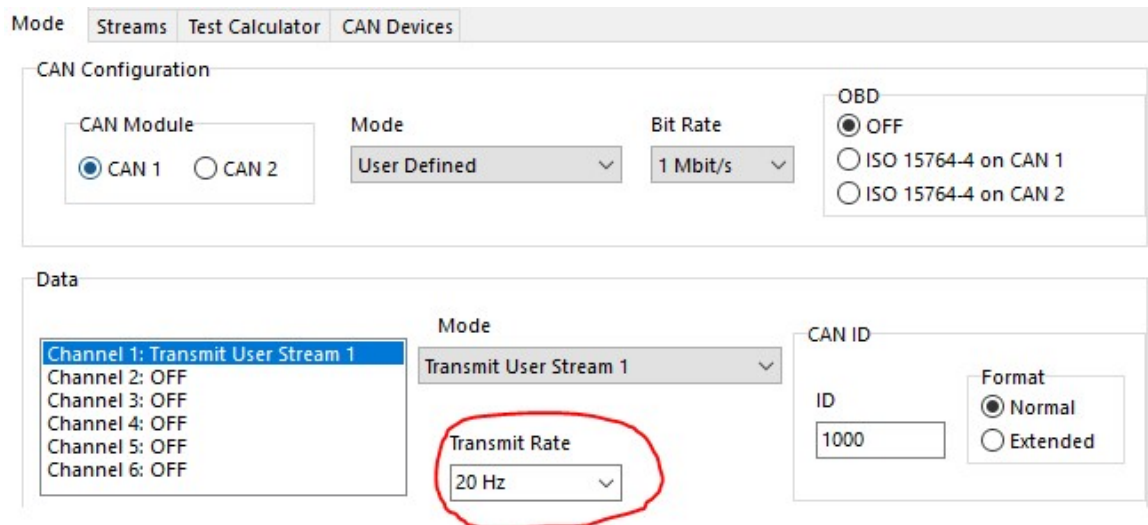 Mode Streams Test Calculator CAN Devices
CAN Configuration
CAN Module
CAN 1 CAN 2
Mode
User Defined
Bit Rate
1 Mbit/s
OBD
OFF
ISO 15764-4 on CAN 1
ISO 15764-4 on CAN 2
Data
Channel 1: Transmit User Stream 1
Channel 2: OFF
Channel 3: OFF
Channel 4: OFF
Channel 5: OFF
Channel 6: OFF
Mode
Transmit User Stream 1
Transmit Rate
20 Hz
CAN ID
ID
1000
Format
Normal
Extended